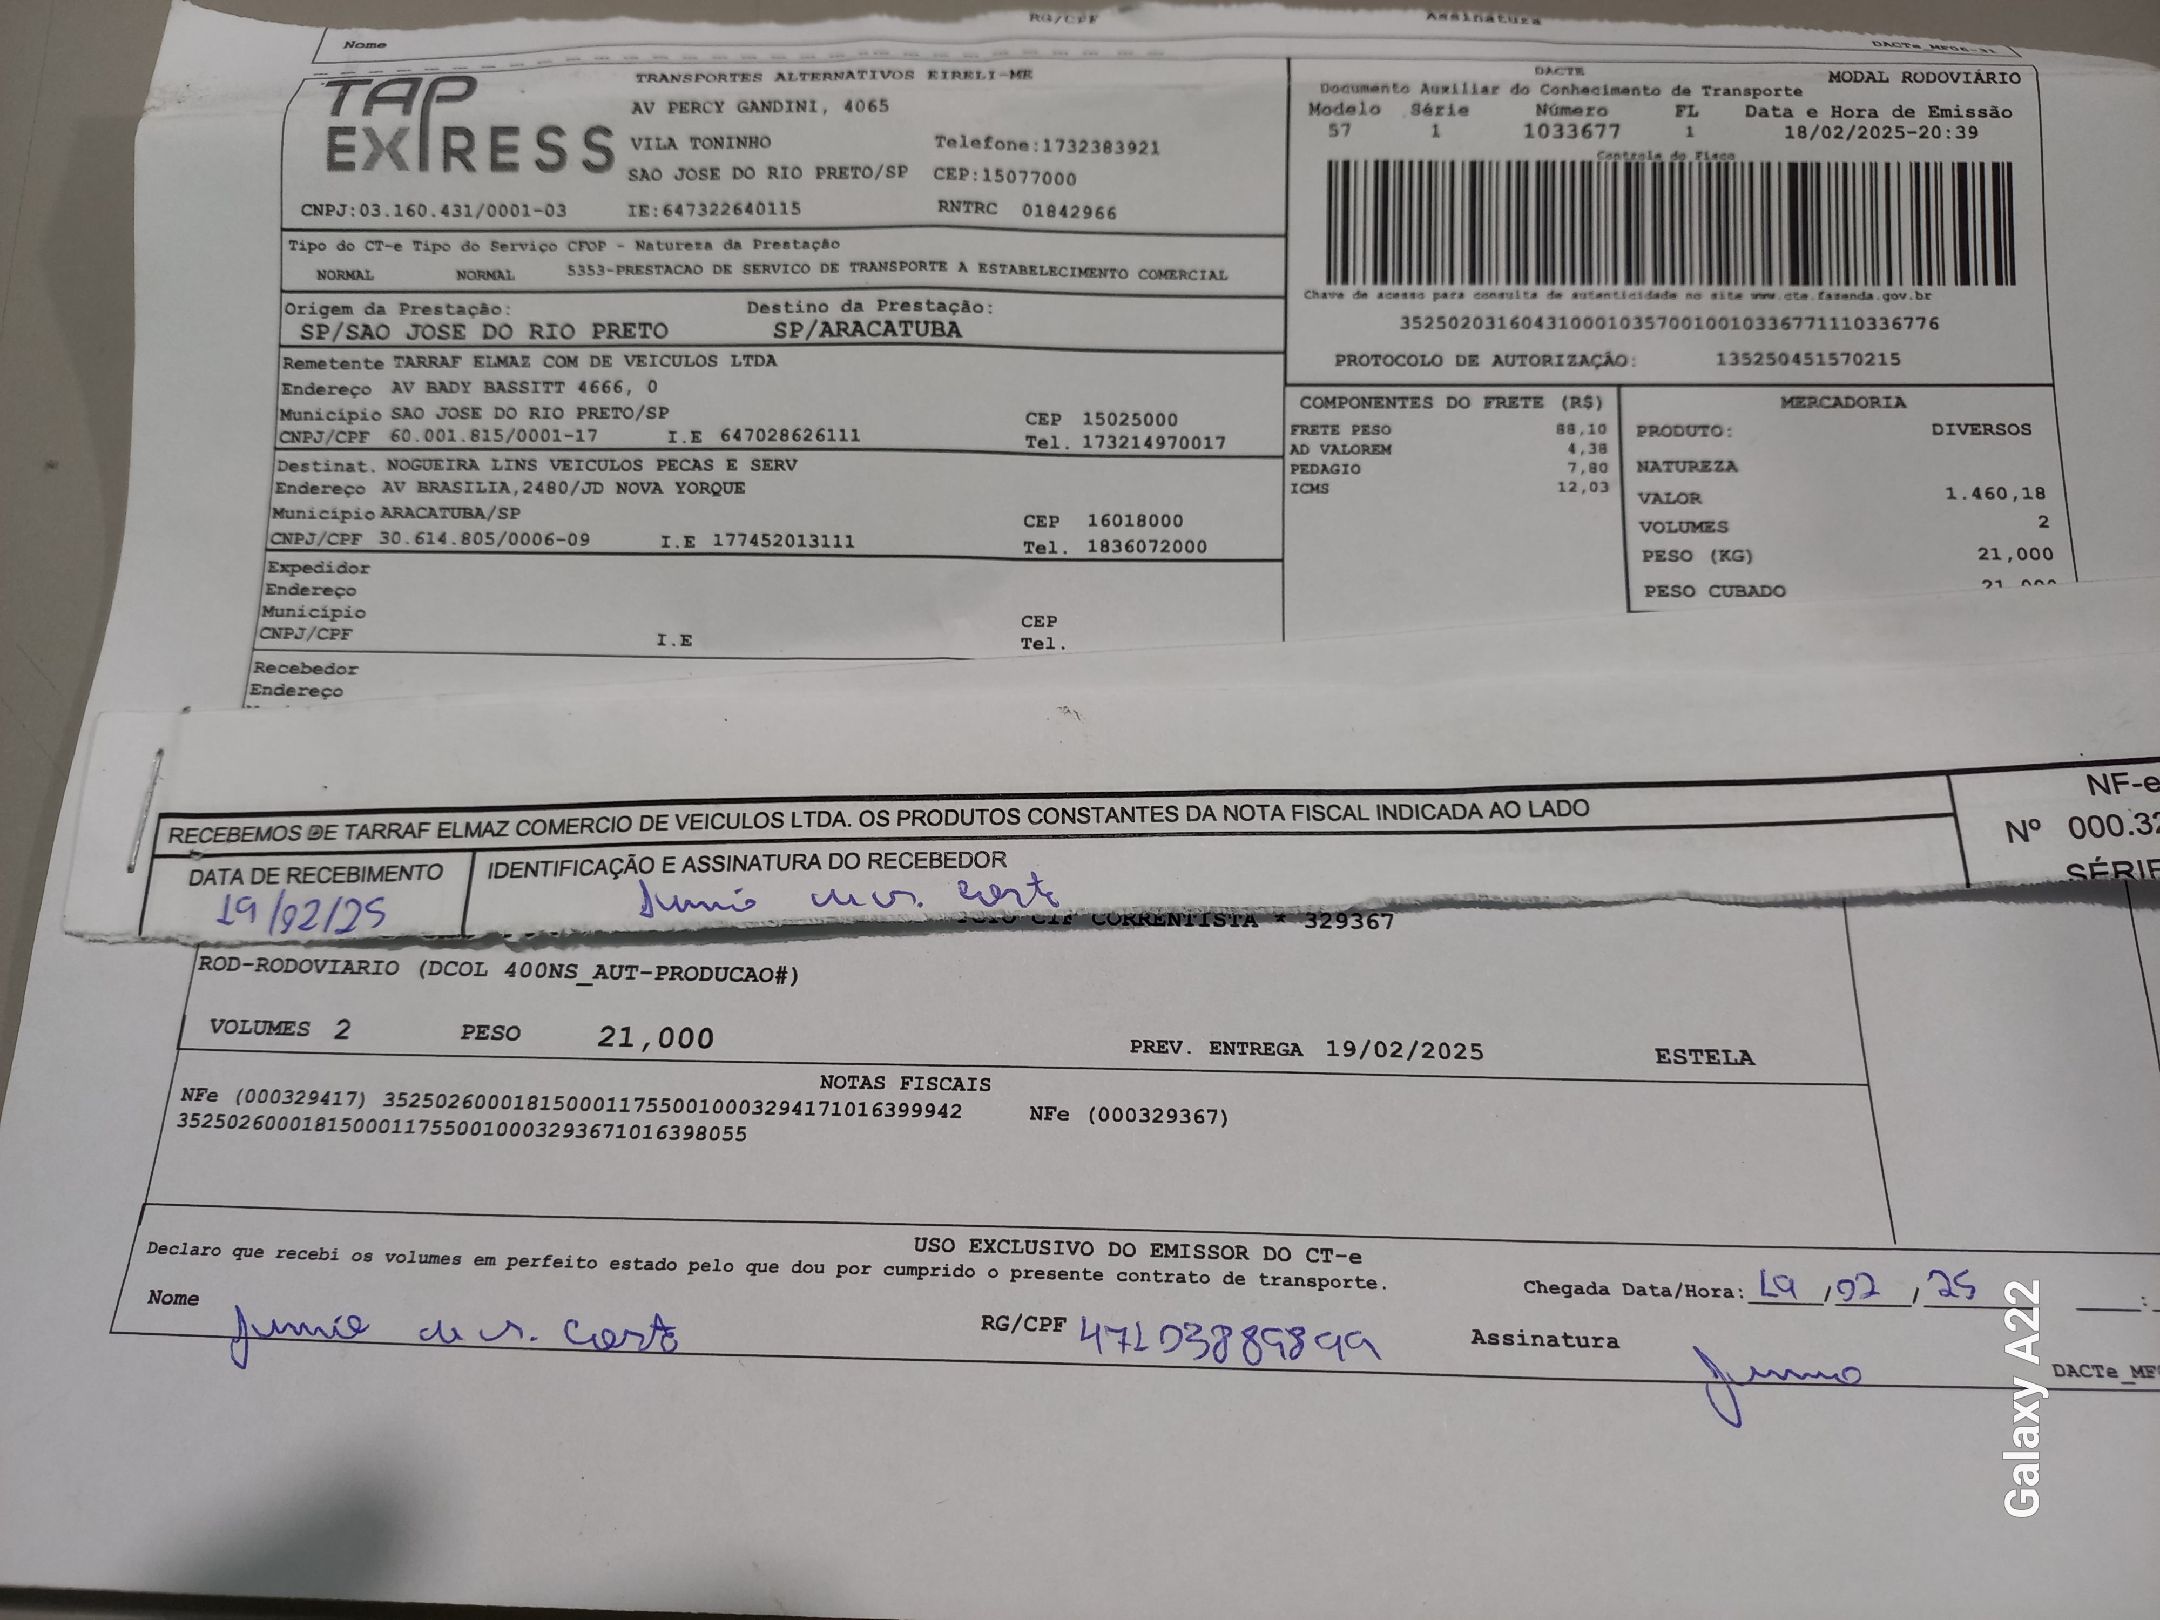 RG/CPF Assinatura
Nome DACTe_MF06-31
TAP EXPRESS
TRANSPORTES ALTERNATIVOS EIRELI-ME
AV PERCY GANDINI, 4065
VILA TONINHO Telefone:1732383921
SAO JOSE DO RIO PRETO/SP CEP:15077000
CNPJ:03.160.431/0001-03 IE:647322640115 RNTRC 01842966
DACTE MODAL RODOVIÁRIO
Documento Auxiliar do Conhecimento de Transporte
Modelo Série Número FL Data e Hora de Emissão
57 1 1033677 1 18/02/2025-20:39
Controle do Fisco
Chave de acesso para consulta de autenticidade no site www.cte.fazenda.gov.br
35250203160431000103570010010336771110336776
PROTOCOLO DE AUTORIZAÇÃO: 135250451570215
Tipo do CT-e Tipo do Serviço CFOP - Natureza da Prestação
NORMAL NORMAL 5353-PRESTACAO DE SERVICO DE TRANSPORTE A ESTABELECIMENTO COMERCIAL
Origem da Prestação: Destino da Prestação:
SP/SAO JOSE DO RIO PRETO SP/ARACATUBA
Remetente TARRAF ELMAZ COM DE VEICULOS LTDA
Endereço AV BADY BASSITT 4666, 0
Município SAO JOSE DO RIO PRETO/SP CEP 15025000
CNPJ/CPF 60.001.815/0001-17 I.E 647028626111 Tel. 173214970017
Destinat. NOGUEIRA LINS VEICULOS PECAS E SERV
Endereço AV BRASILIA,2480/JD NOVA YORQUE
Município ARACATUBA/SP CEP 16018000
CNPJ/CPF 30.614.805/0006-09 I.E 177452013111 Tel. 1836072000
Expedidor
Endereço
Município CEP
CNPJ/CPF I.E Tel.
Recebedor
Endereço
COMPONENTES DO FRETE (R$)
FRETE PESO 88,10
AD VALOREM 4,38
PEDAGIO 7,80
ICMS 12,03
MERCADORIA
PRODUTO: DIVERSOS
NATUREZA
VALOR 1.460,18
VOLUMES 2
PESO (KG) 21,000
PESO CUBADO 21,000
RECEBEMOS DE TARRAF ELMAZ COMERCIO DE VEICULOS LTDA. OS PRODUTOS CONSTANTES DA NOTA FISCAL INDICADA AO LADO
NF-e
Nº 000.32
SÉRIE
DATA DE RECEBIMENTO IDENTIFICAÇÃO E ASSINATURA DO RECEBEDOR
19/02/25 Junio
CIF CORRENTISTA * 329367
ROD-RODOVIARIO (DCOL 400NS_AUT-PRODUCAO#)
VOLUMES 2 PESO 21,000 PREV. ENTREGA 19/02/2025 ESTELA
NOTAS FISCAIS
NFe (000329417) 35250260001815000117550010003294171016399942 NFe (000329367)
35250260001815000117550010003293671016398055
USO EXCLUSIVO DO EMISSOR DO CT-e
Declaro que recebi os volumes em perfeito estado pelo que dou por cumprido o presente contrato de transporte.
Chegada Data/Hora: 19,02,25 :
Nome Junio RG/CPF 47103889899 Assinatura Junio
DACTe_MF
Galaxy A22